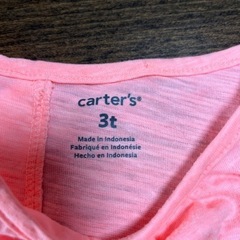 carter's®
3t
Made in Indonesia
Fabriqué en Indonésie
Hecho en Indonesia